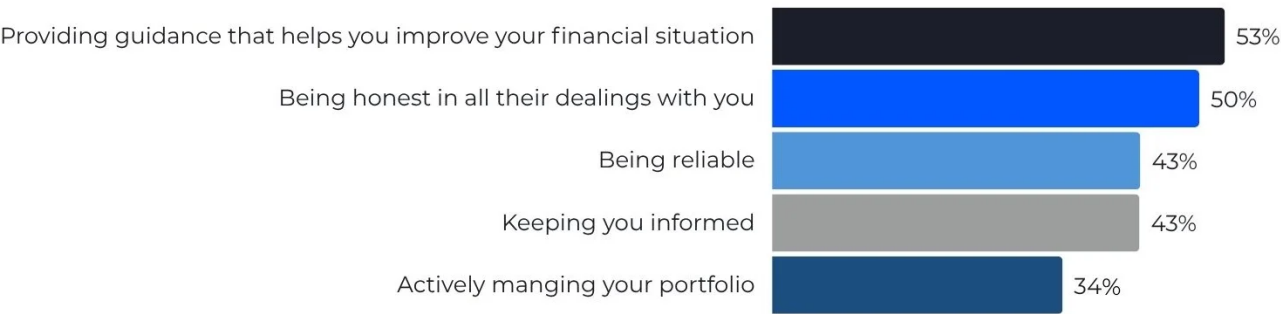 Providing guidance that helps you improve your financial situation 53%
Being honest in all their dealings with you 50%
Being reliable 43%
Keeping you informed 43%
Actively manging your portfolio 34%